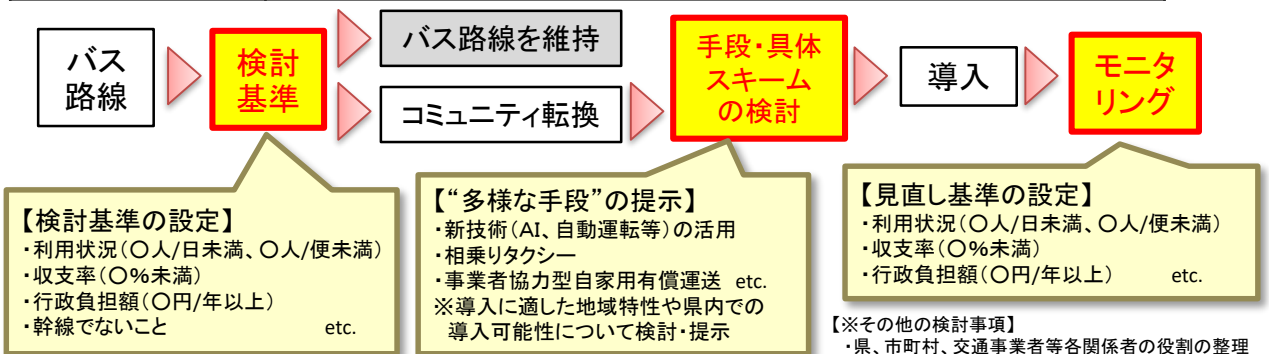 バス
路線
検討
基準
バス路線を維持
コミュニティ転換
手段・具体
スキーム
の検討
導入
モニタ
リング
【検討基準の設定】
・利用状況(〇人/日未満、〇人/便未満)
・収支率(〇%未満)
・行政負担額(〇円/年以上)
・幹線でないこと etc.
【“多様な手段”の提示】
・新技術(AI、自動運転等)の活用
・相乗りタクシー
・事業者協力型自家用有償運送 etc.
※導入に適した地域特性や県内での
導入可能性について検討・提示
【見直し基準の設定】
・利用状況(〇人/日未満、〇人/便未満)
・収支率(〇%未満)
・行政負担額(〇円/年以上) etc.
【※その他の検討事項】
・県、市町村、交通事業者等各関係者の役割の整理